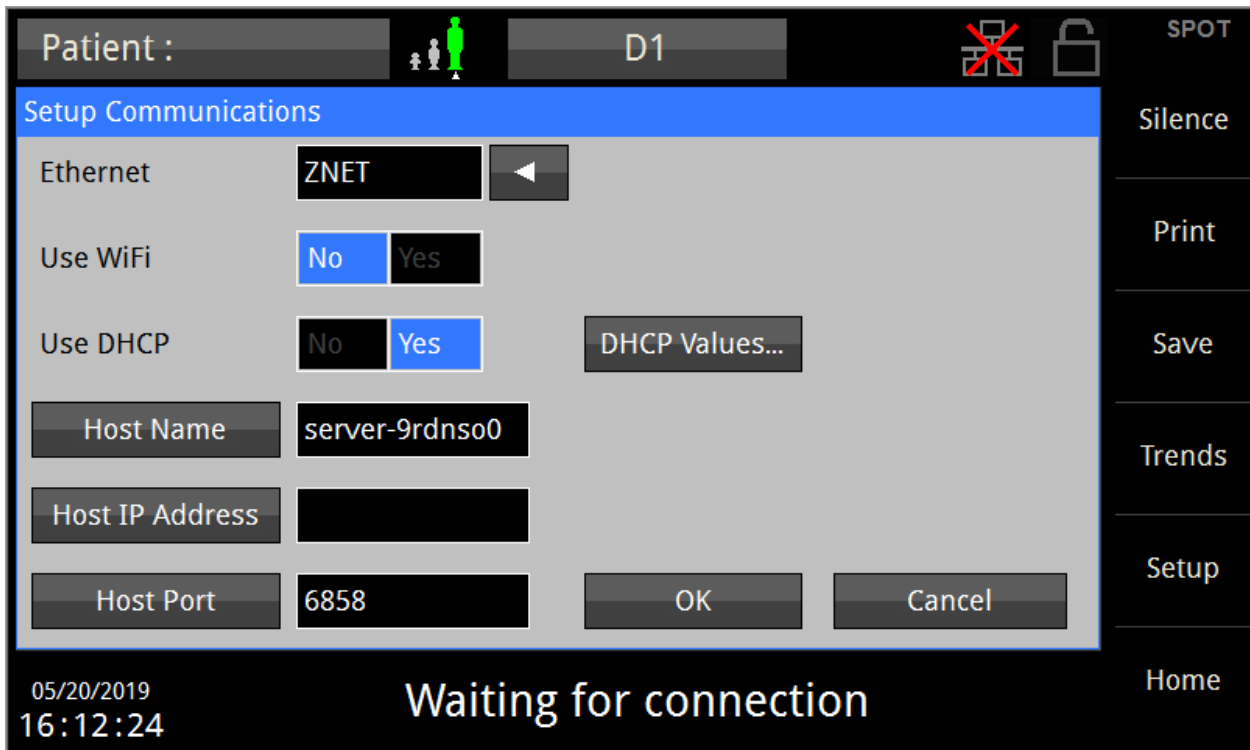 Patient :
D1
SPOT
Setup Communications
Silence
Ethernet ZNET
Print
Use WiFi No Yes
Use DHCP No Yes DHCP Values...
Save
Host Name server-9rdnso0
Trends
Host IP Address
Setup
Host Port 6858 OK Cancel
Home
05/20/2019
16:12:24
Waiting for connection